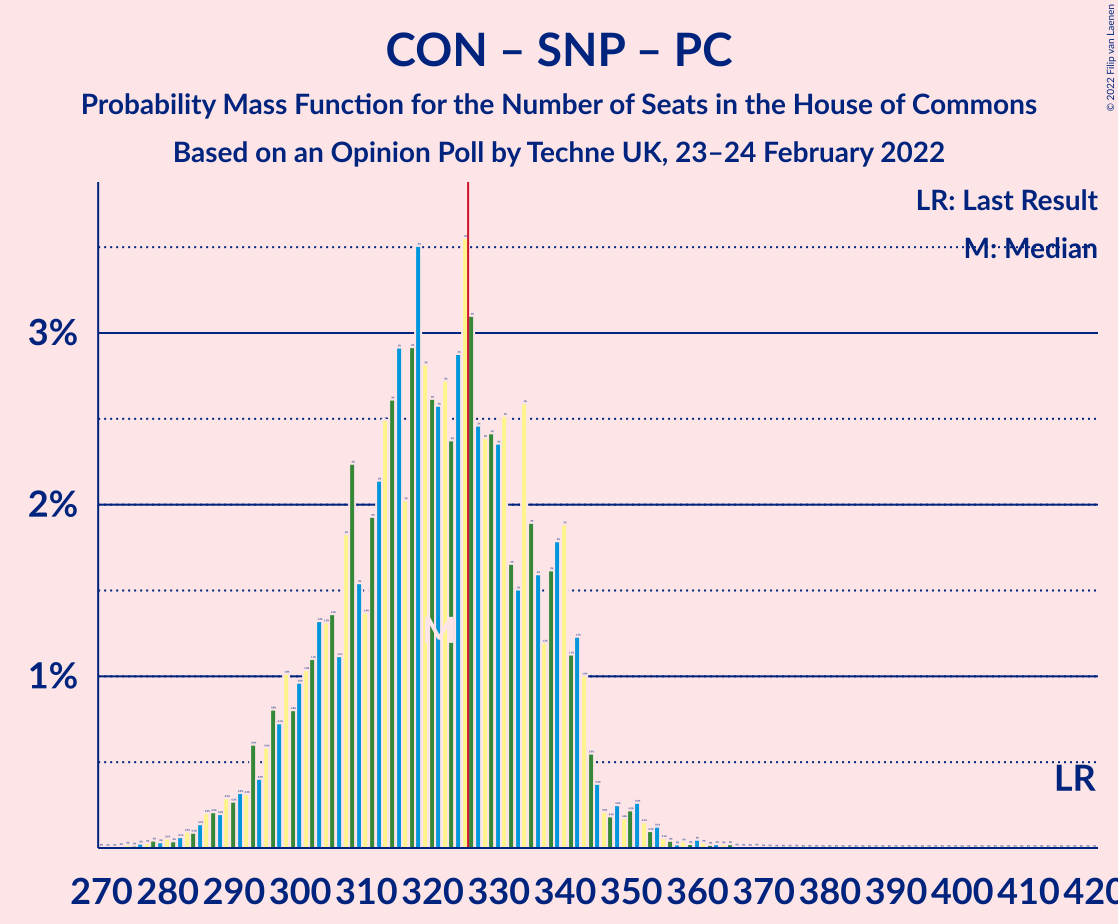 CON – SNP – PC
Probability Mass Function for the Number of Seats in the House of Commons
Based on an Opinion Poll by Techne UK, 23–24 February 2022
© 2022 Filip van Laenen
LR: Last Result
M: Median
3%
2%
1%
M
LR
270 280 290 300 310 320 330 340 350 360 370 380 390 400 410 420